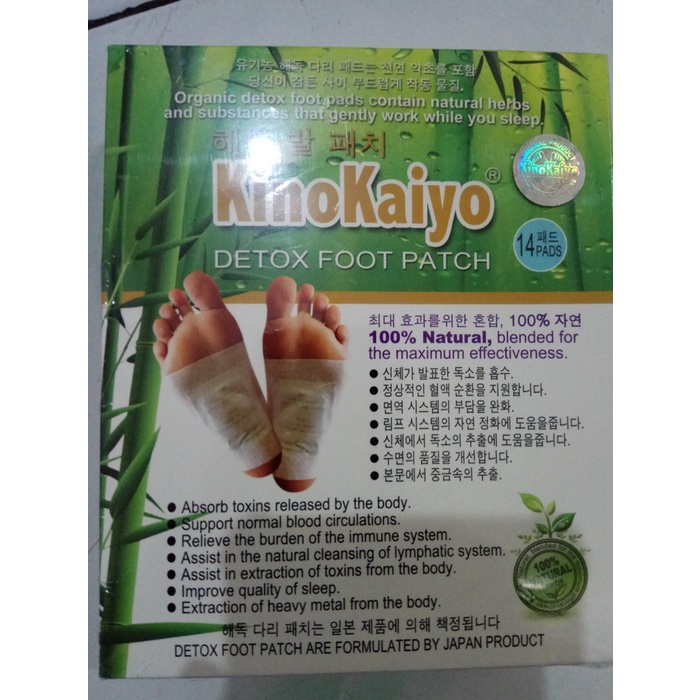 유기농 해독 다리 패드는 천연 약초를 포함
당신이 잠든 사이 부드럽게 작동 물질.
Organic detox foot pads contain natural herbs
and substances that gently work while you sleep.
해독 발 패치
KinoKaiyo®
KinoKaiyo
14 패드
PADS
DETOX FOOT PATCH
최대 효과를위한 혼합, 100% 자연
100% Natural, blended for
the maximum effectiveness.
● 신체가 발표한 독소를 흡수.
● 정상적인 혈액 순환을 지원합니다.
● 면역 시스템의 부담을 완화.
● 림프 시스템의 자연 정화에 도움을줍니다.
● 신체에서 독소의 추출에 도움을줍니다.
● 수면의 품질을 개선합니다.
● 본문에서 중금속의 추출.
● Absorb toxins released by the body.
● Support normal blood circulations.
● Relieve the burden of the immune system.
● Assist in the natural cleansing of lymphatic system.
● Assist in extraction of toxins from the body.
● Improve quality of sleep.
● Extraction of heavy metal from the body.
100%
NATURAL
해독 다리 패치는 일본 제품에 의해 책정됩니다
DETOX FOOT PATCH ARE FORMULATED BY JAPAN PRODUCT